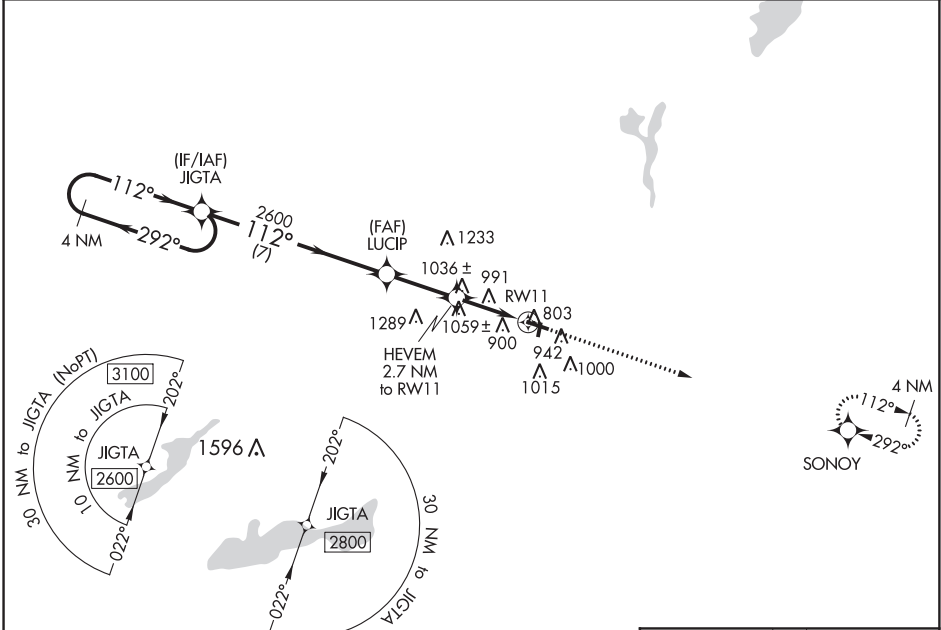 (IF/IAF)
JIGTA
112°
4 NM
292°
2600
112°
(7)
(FAF)
LUCIP
1233
1036 ±
991
RW11
803
1289
1059 ±
900
942
1000
1015
HEVEM
2.7 NM
to RW11
4 NM
112°
292°
SONOY
30 NM to JIGTA (NoPT)
3100
202°
10 NM to JIGTA
JIGTA
2600
022°
1596
202°
JIGTA
2800
30 NM to JIGTA
022°